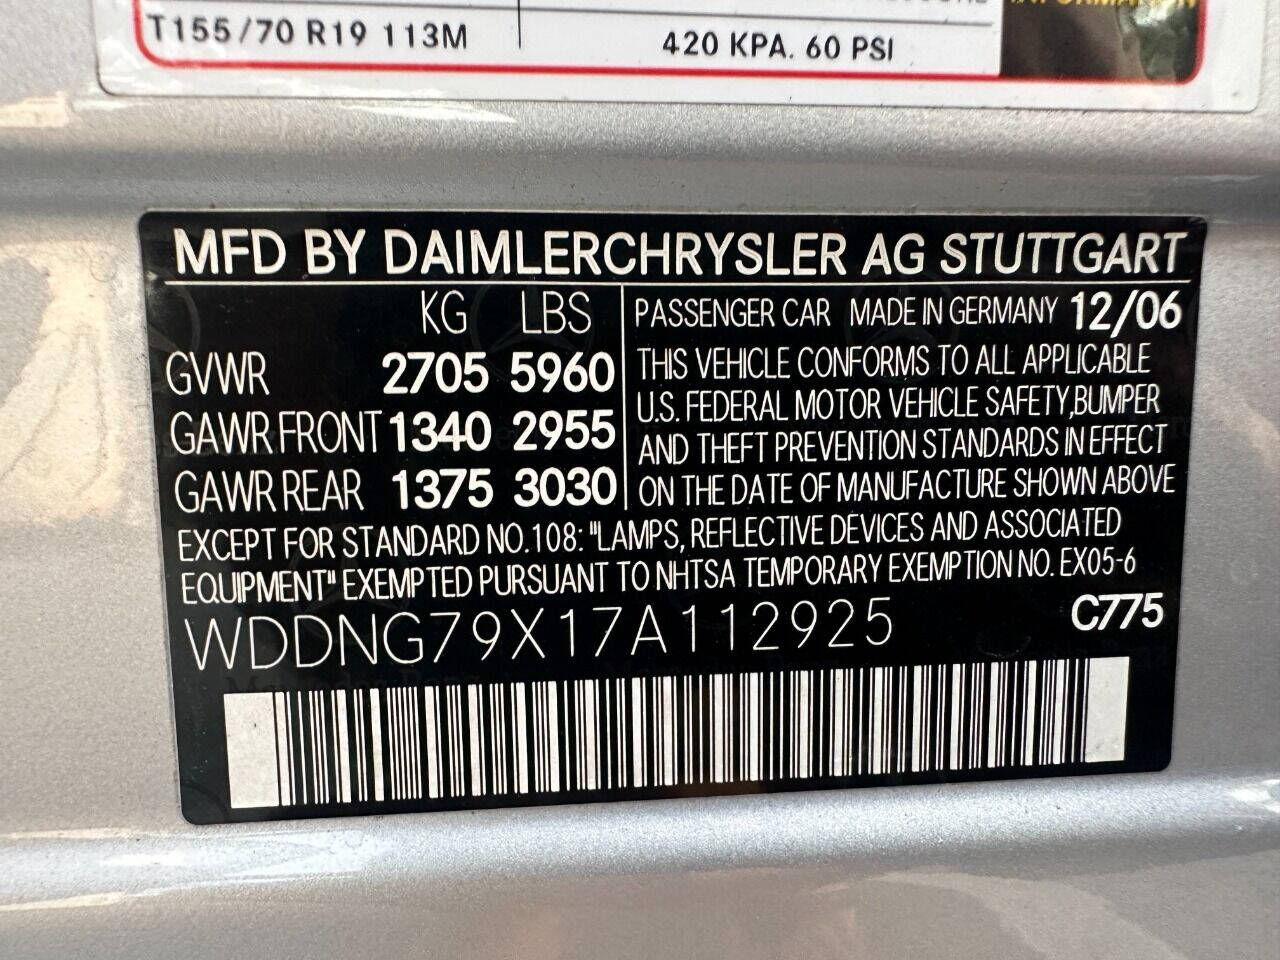 T155/70 R19 113M
420 KPA. 60 PSI
MFD BY DAIMLERCHRYSLER AG STUTTGART
KG LBS
GVWR 2705 5960
GAWR FRONT 1340 2955
GAWR REAR 1375 3030
PASSENGER CAR MADE IN GERMANY 12/06
THIS VEHICLE CONFORMS TO ALL APPLICABLE
U.S. FEDERAL MOTOR VEHICLE SAFETY,BUMPER
AND THEFT PREVENTION STANDARDS IN EFFECT
ON THE DATE OF MANUFACTURE SHOWN ABOVE
EXCEPT FOR STANDARD NO.108: "LAMPS, REFLECTIVE DEVICES AND ASSOCIATED
EQUIPMENT" EXEMPTED PURSUANT TO NHTSA TEMPORARY EXEMPTION NO. EX05-6
WDDNG79X17A112925
C775